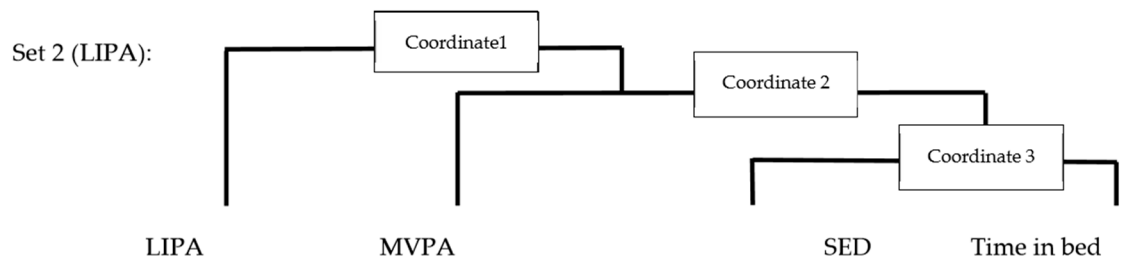 Coordinate1
Set 2 (LIPA):
Coordinate 2
Coordinate 3
LIPA MVPA SED Time in bed